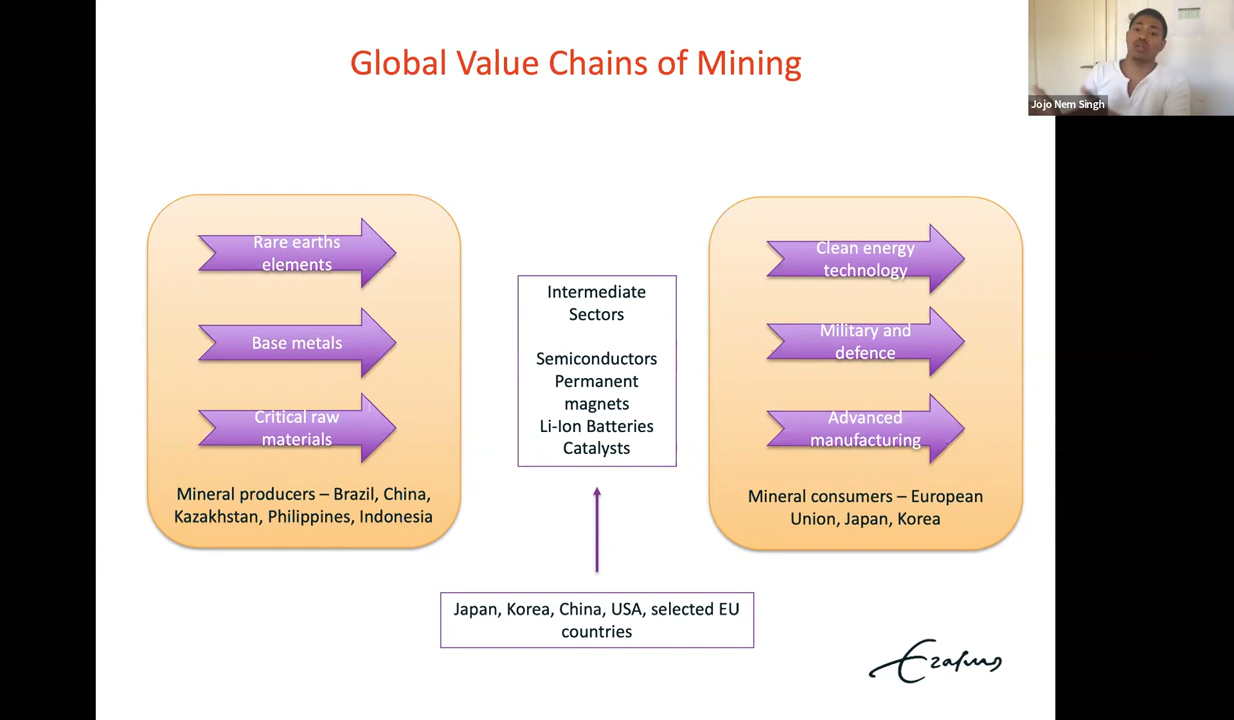 Global Value Chains of Mining
Jojo Nem Singh
Rare earths
elements
Base metals
Critical raw
materials
Mineral producers – Brazil, China,
Kazakhstan, Philippines, Indonesia
Intermediate
Sectors
Semiconductors
Permanent
magnets
Li-Ion Batteries
Catalysts
Japan, Korea, China, USA, selected EU
countries
Clean energy
technology
Military and
defence
Advanced
manufacturing
Mineral consumers – European
Union, Japan, Korea
Erasmus